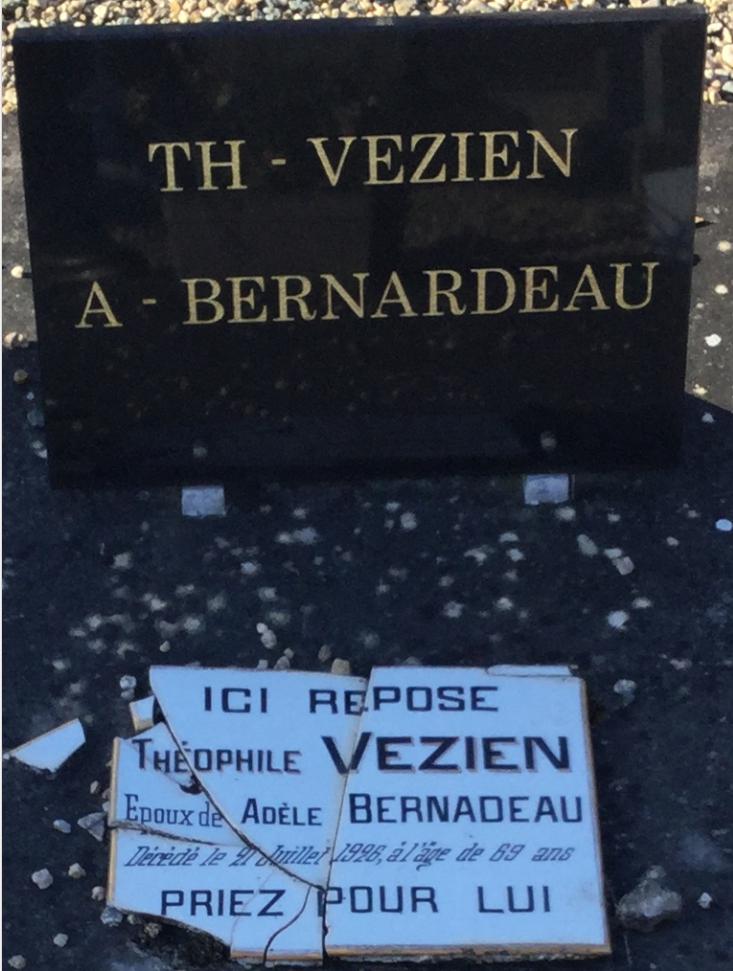 TH - VEZIEN
A - BERNARDEAU
ICI REPOSE
THÉOPHILE VEZIEN
Epoux de ADÈLE BERNADEAU
Décédé le 21 Juillet 1926, à l'âge de 69 ans
PRIEZ POUR LUI